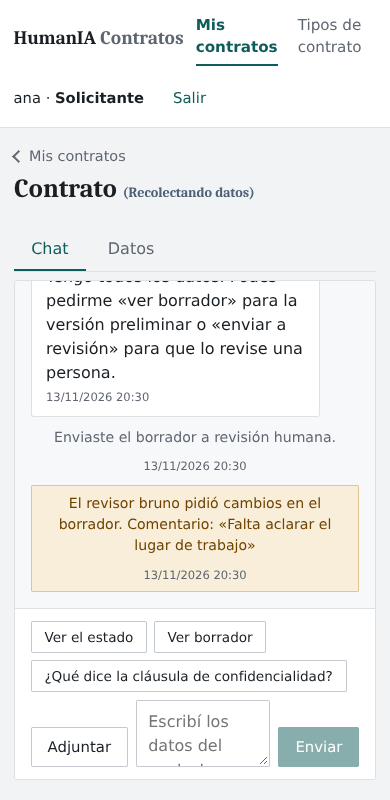 HumanIA Contratos
Mis
contratos
Tipos de
contrato
ana · Solicitante
Salir
Mis contratos
Contrato (Recolectando datos)
Chat
Datos
pedirme «ver borrador» para la
versión preliminar o «enviar a
revisión» para que lo revise una
persona.
13/11/2026 20:30
Enviaste el borrador a revisión humana.
13/11/2026 20:30
El revisor bruno pidió cambios en el
borrador. Comentario: «Falta aclarar el
lugar de trabajo»
13/11/2026 20:30
Ver el estado
Ver borrador
¿Qué dice la cláusula de confidencialidad?
Adjuntar
Escribí los
datos del
Enviar